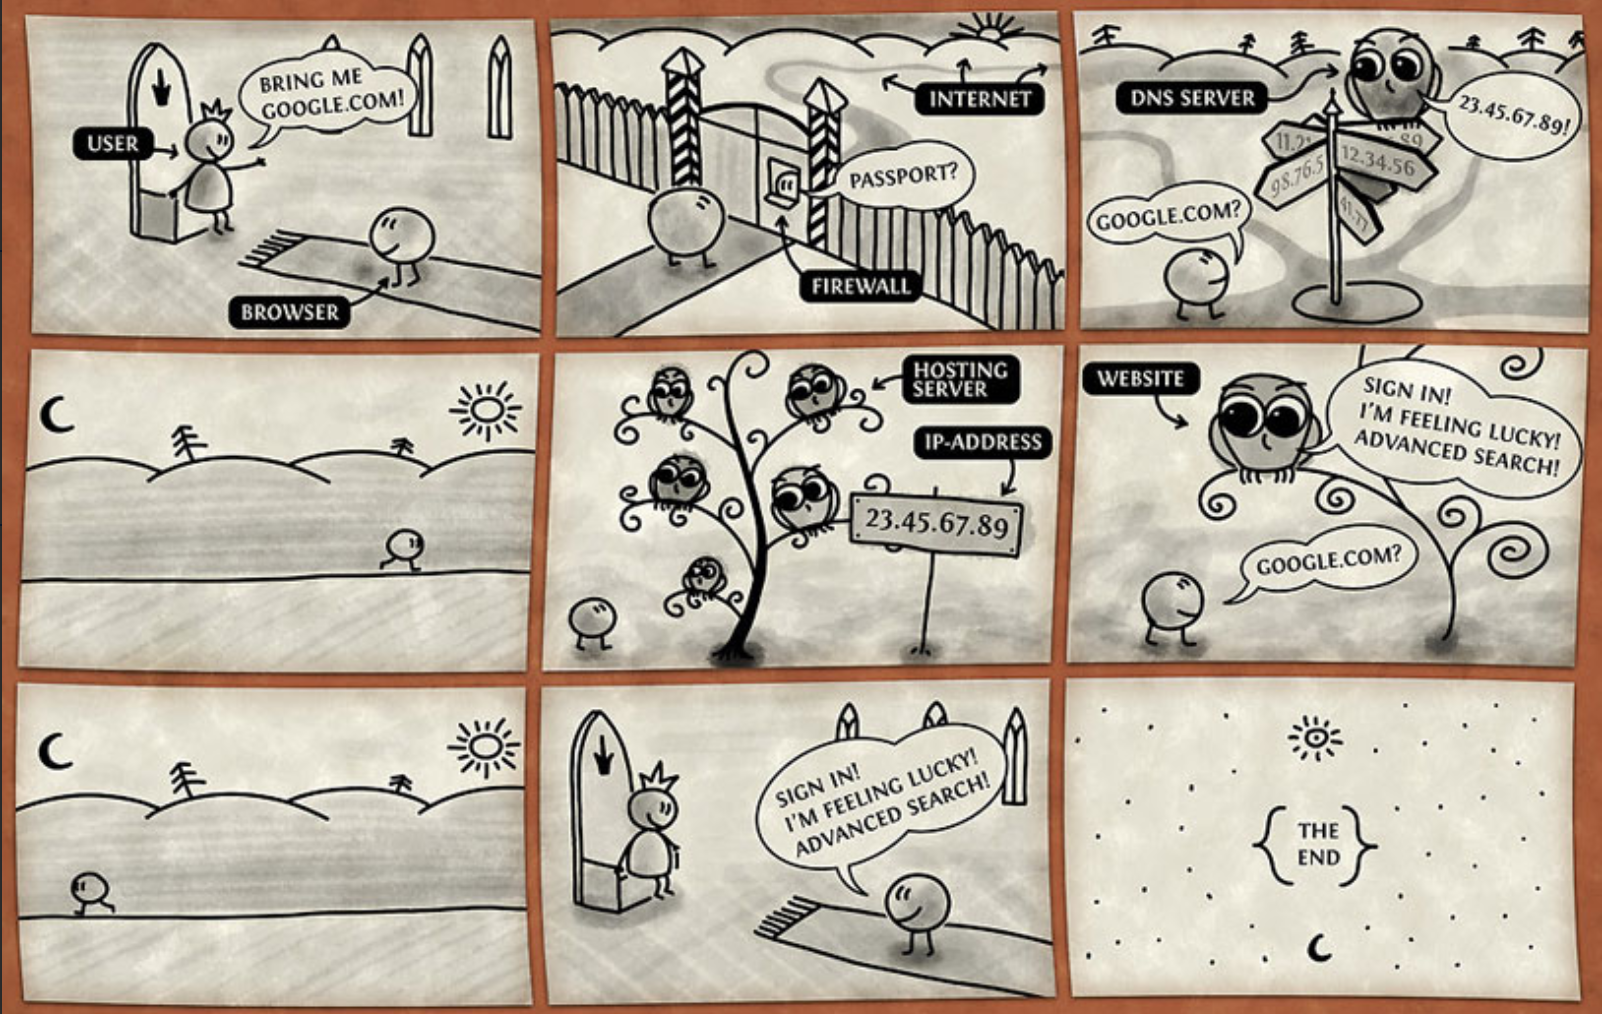 BRING ME
GOOGLE.COM!
USER
BROWSER
INTERNET
PASSPORT?
FIREWALL
DNS SERVER
23.45.67.89!
89
12.34.56
98.76.5
GOOGLE.COM?
HOSTING
SERVER
IP-ADDRESS
23.45.67.89
WEBSITE
SIGN IN!
I'M FEELING LUCKY!
ADVANCED SEARCH!
GOOGLE.COM?
SIGN IN!
I'M FEELING LUCKY!
ADVANCED SEARCH!
THE
END